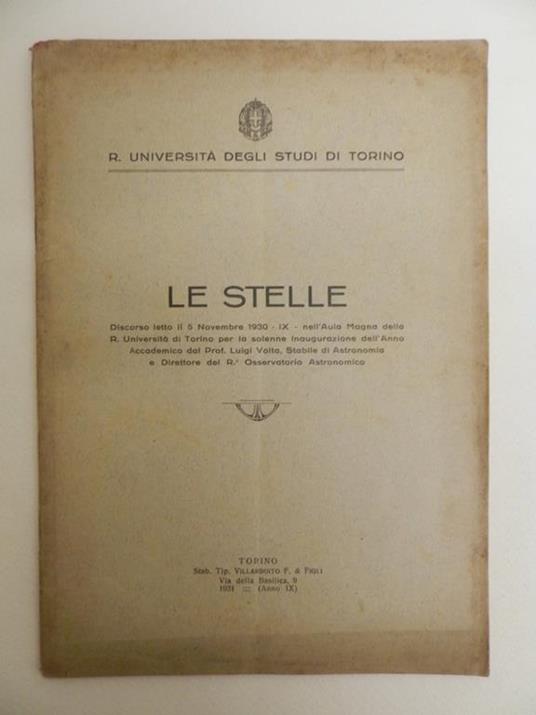 R. UNIVERSITÀ DEGLI STUDI DI TORINO
LE STELLE
Discorso letto il 5 Novembre 1930 - IX - nell'Aula Magna della
R. Università di Torino per la solenne inaugurazione dell'Anno
Accademico dal Prof. Luigi Volta, Stabile di Astronomia
e Direttore del R.° Osservatorio Astronomico
TORINO
Stab. Tip. VILLARBOITO F. & FIGLI
Via della Basilica, 9
1931 ::: (Anno IX)